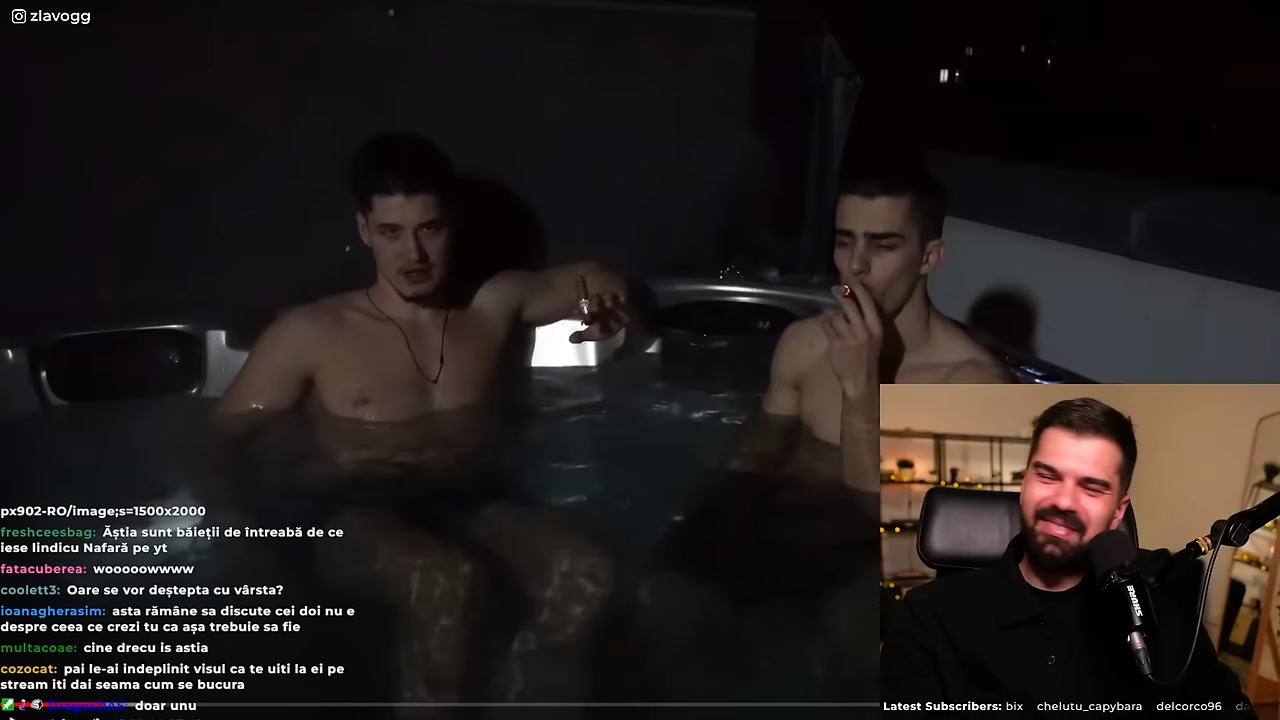 zlavogg
px902-RO/image;s=1500x2000
freshceesbag: Ăștia sunt băieții de întreabă de ce
iese lindicu Nafară pe yt
fatacuberea: wooooowwww
coolett3: Oare se vor deștepta cu vârsta?
ioanagherasim: asta rămâne sa discute cei doi nu e
despre ceea ce crezi tu ca așa trebuie sa fie
multacoae: cine drecu is astia
cozocat: pai le-ai indeplinit visul ca te uiti la ei pe
stream iti dai seama cum se bucura
doar unu
SHURE
Latest Subscribers: bix chelutu_capybara delcorco96 da